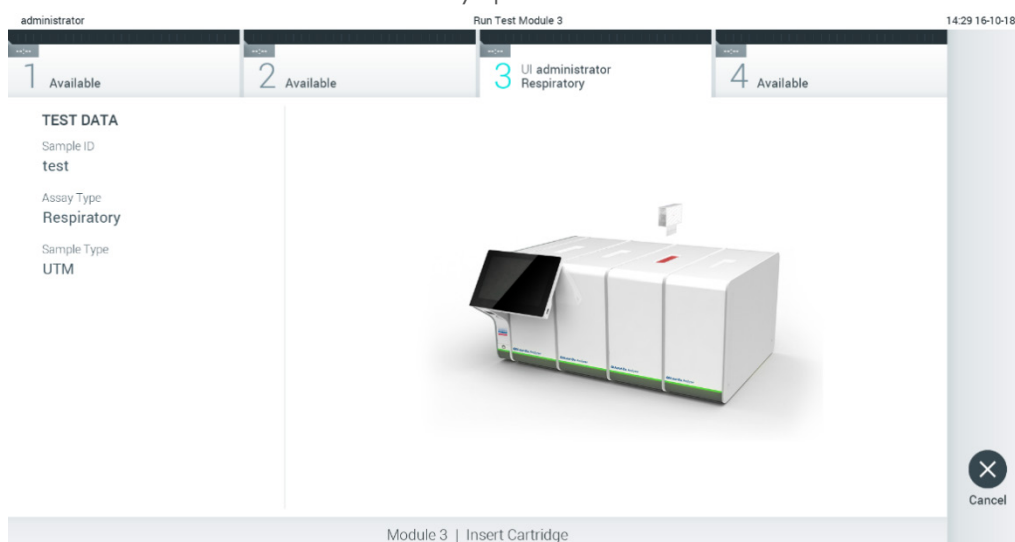 administrator
Run Test Module 3
14:29 16-10-18
--:--
1 Available
--:--
2 Available
--:--
3 UI administrator
Respiratory
--:--
4 Available
TEST DATA
Sample ID
test
Assay Type
Respiratory
Sample Type
UTM
Cancel
Module 3 | Insert Cartridge